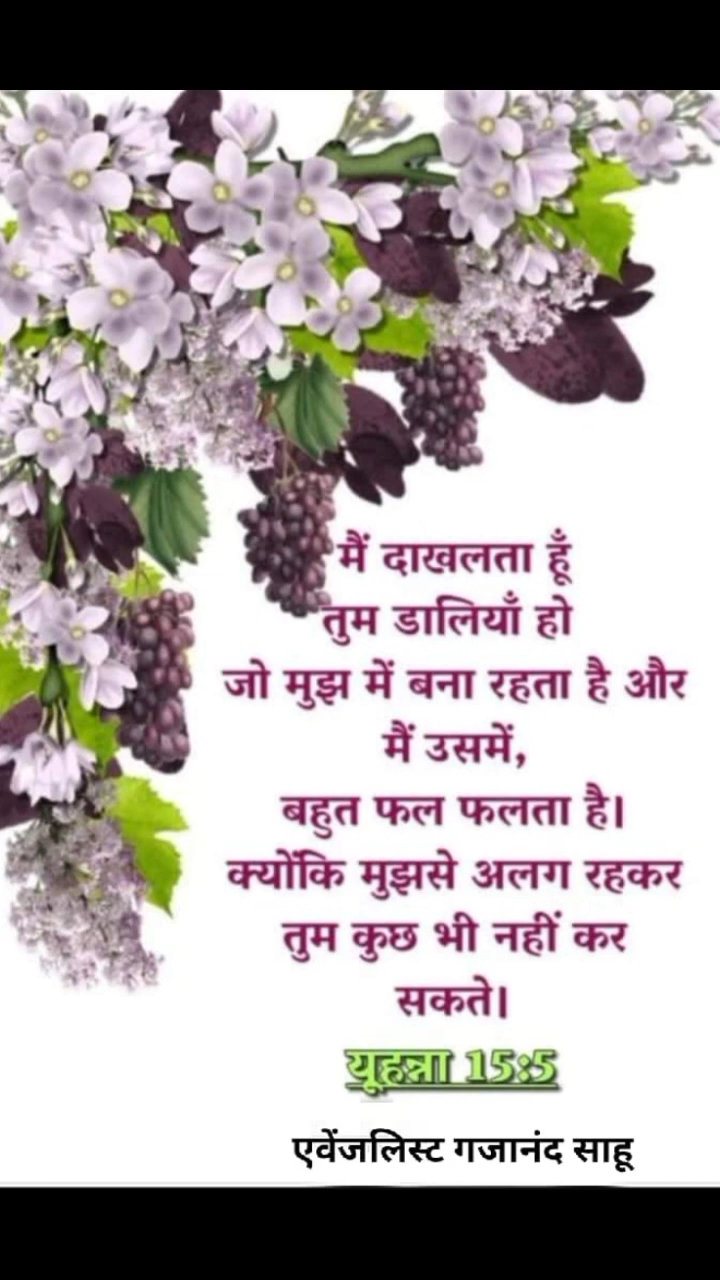 मैं दाखलता हूँ
तुम डालियाँ हो
जो मुझ में बना रहता है और
मैं उसमें,
बहुत फल फलता है।
क्योंकि मुझसे अलग रहकर
तुम कुछ भी नहीं कर
सकते।
यूहन्ना 15:5
एवेंजलिस्ट गजानंद साहू